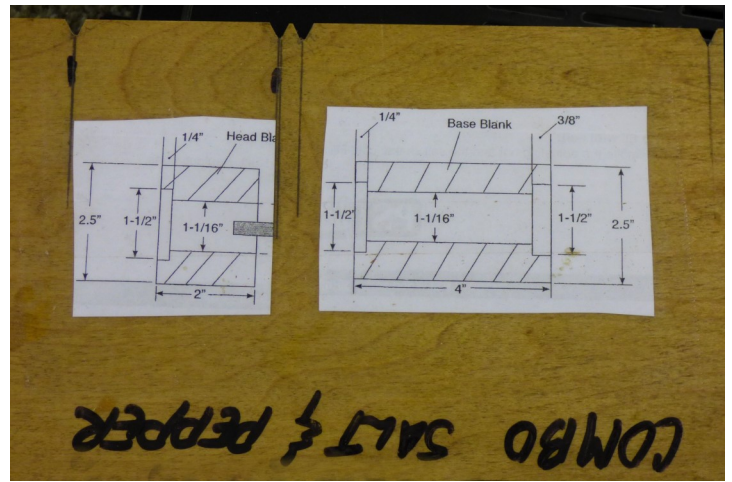 1/4" Head Bla
2.5" 1-1/2" 1-1/16"
2"
1/4" Base Blank 3/8"
1-1/2" 1-1/16" 1-1/2" 2.5"
4"
COMBO SALT & PEPPER